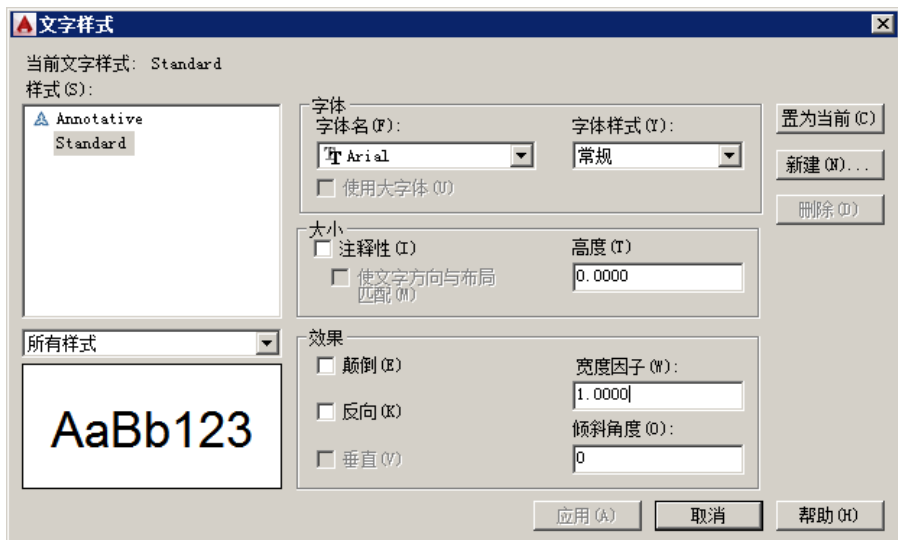 文字样式
当前文字样式: Standard
样式(S):
Annotative
Standard
所有样式
AaBb123
字体
字体名(F):
Arial
使用大字体(U)
字体样式(Y):
常规
大小
注释性(I)
使文字方向与布局
匹配(M)
高度(T)
0.0000
效果
颠倒(E)
反向(K)
垂直(V)
宽度因子(W):
1.0000
倾斜角度(O):
0
置为当前(C)
新建(N)...
删除(D)
应用(A)
取消
帮助(H)